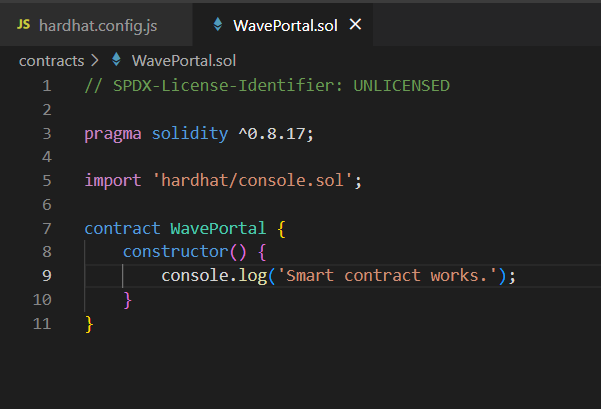 JS hardhat.config.js WavePortal.sol ×
contracts > WavePortal.sol
1 // SPDX-License-Identifier: UNLICENSED
2
3 pragma solidity ^0.8.17;
4
5 import 'hardhat/console.sol';
6
7 contract WavePortal {
8 constructor() {
9 console.log('Smart contract works.');
10 }
11 }